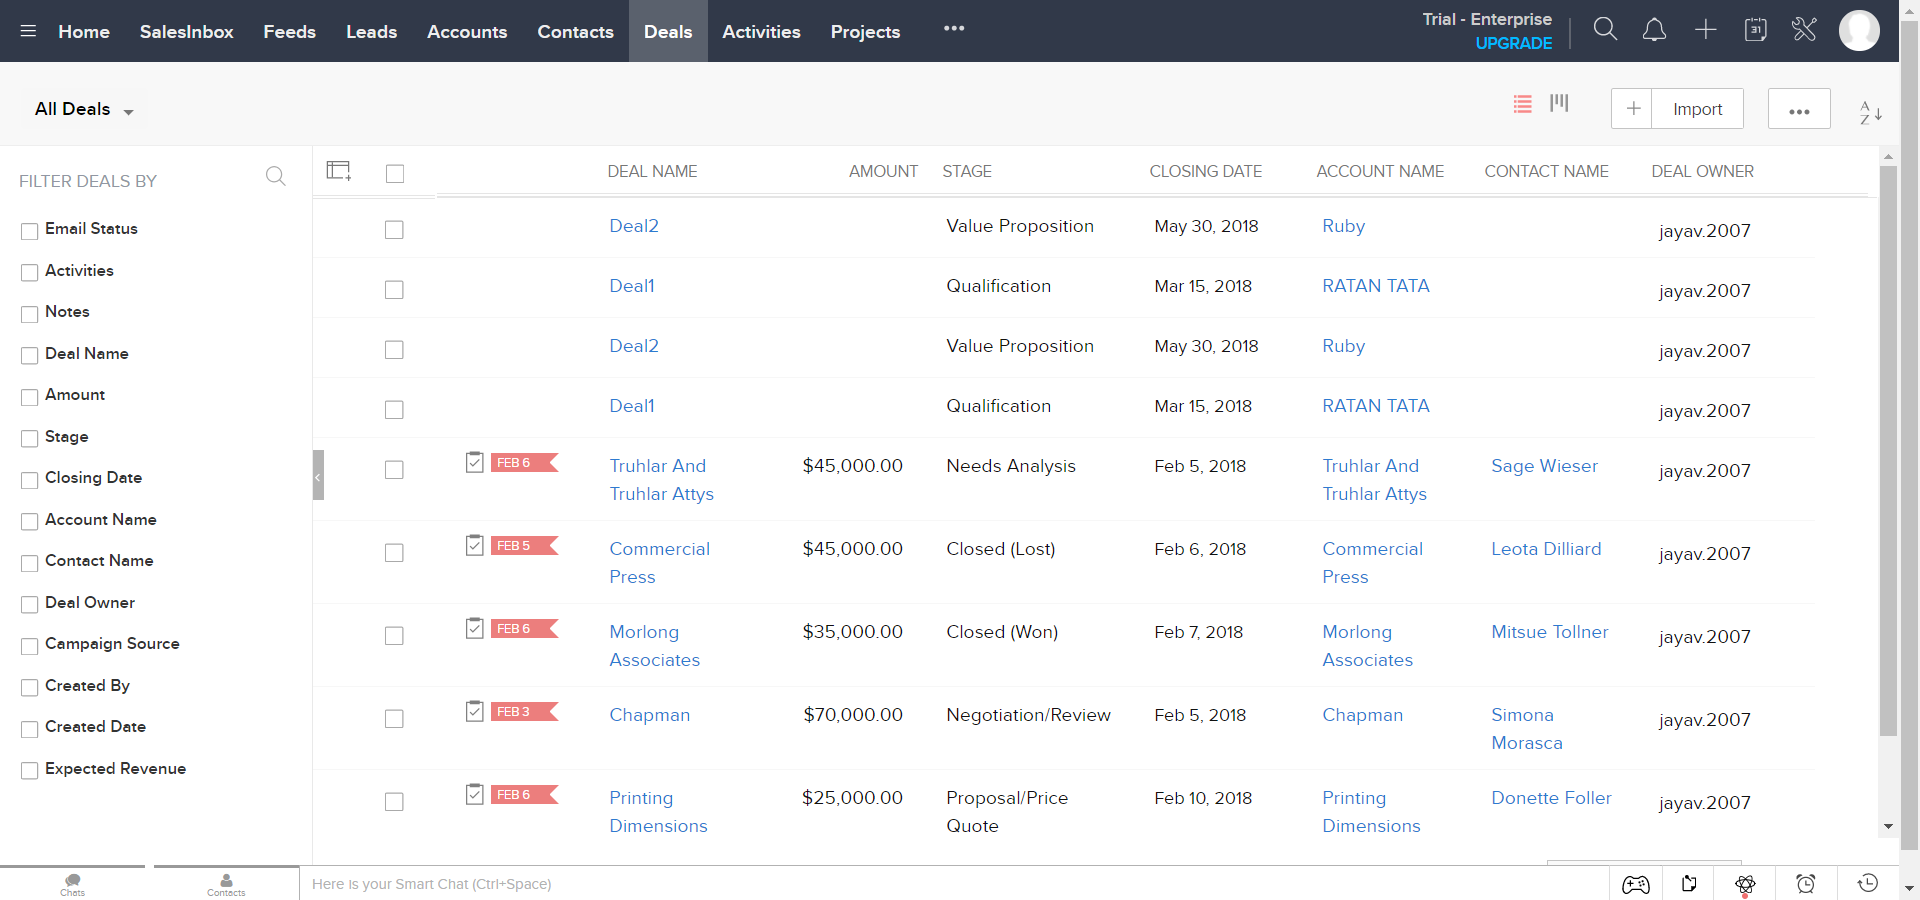 Home SalesInbox Feeds Leads Accounts Contacts Deals Activities Projects ••• Trial - Enterprise
UPGRADE
31
All Deals
Import
•••
A
Z
FILTER DEALS BY
Email Status
Activities
Notes
Deal Name
Amount
Stage
Closing Date
Account Name
Contact Name
Deal Owner
Campaign Source
Created By
Created Date
Expected Revenue
DEAL NAME AMOUNT STAGE CLOSING DATE ACCOUNT NAME CONTACT NAME DEAL OWNER
Deal2 Value Proposition May 30, 2018 Ruby jayav.2007
Deal1 Qualification Mar 15, 2018 RATAN TATA jayav.2007
Deal2 Value Proposition May 30, 2018 Ruby jayav.2007
Deal1 Qualification Mar 15, 2018 RATAN TATA jayav.2007
FEB 6 Truhlar And $45,000.00 Needs Analysis Feb 5, 2018 Truhlar And Sage Wieser jayav.2007
Truhlar Attys Truhlar Attys
FEB 5 Commercial $45,000.00 Closed (Lost) Feb 6, 2018 Commercial Leota Dilliard jayav.2007
Press Press
FEB 6 Morlong $35,000.00 Closed (Won) Feb 7, 2018 Morlong Mitsue Tollner jayav.2007
Associates Associates
FEB 3 Chapman $70,000.00 Negotiation/Review Feb 5, 2018 Chapman Simona jayav.2007
Morasca
FEB 6 Printing $25,000.00 Proposal/Price Feb 10, 2018 Printing Donette Foller jayav.2007
Dimensions Quote Dimensions
Chats Contacts Here is your Smart Chat (Ctrl+Space)